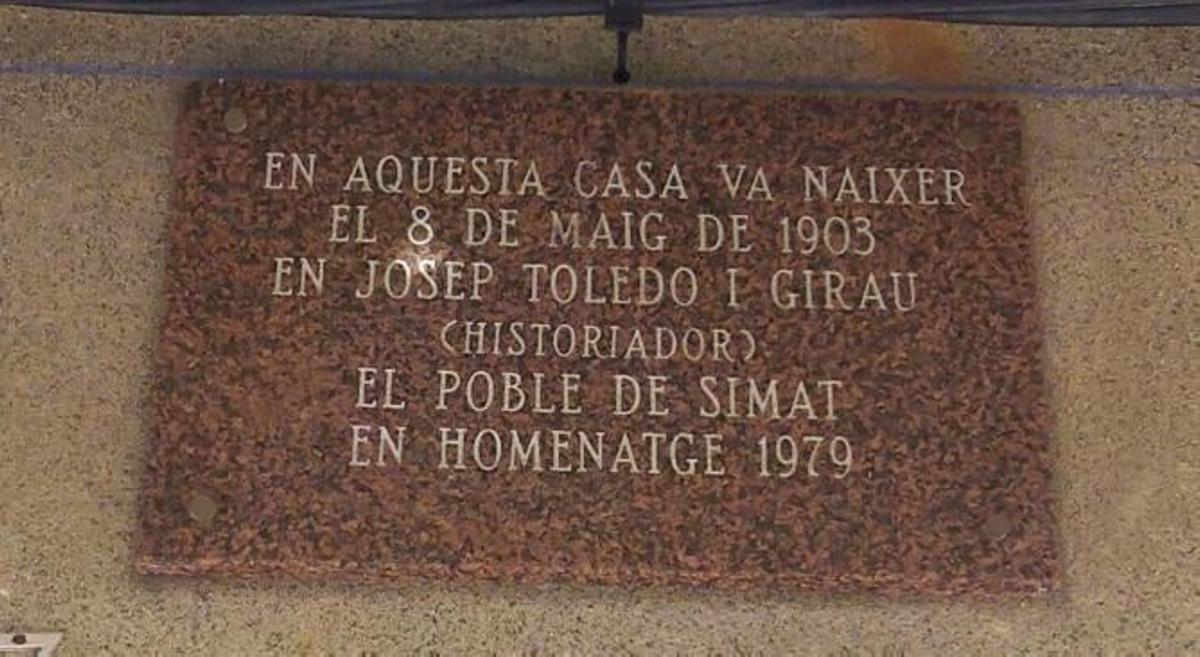 EN AQUESTA CASA VA NAIXER
EL 8 DE MAIG DE 1903
EN JOSEP TOLEDO I GIRAU
(HISTORIADOR)
EL POBLE DE SIMAT
EN HOMENATGE 1979